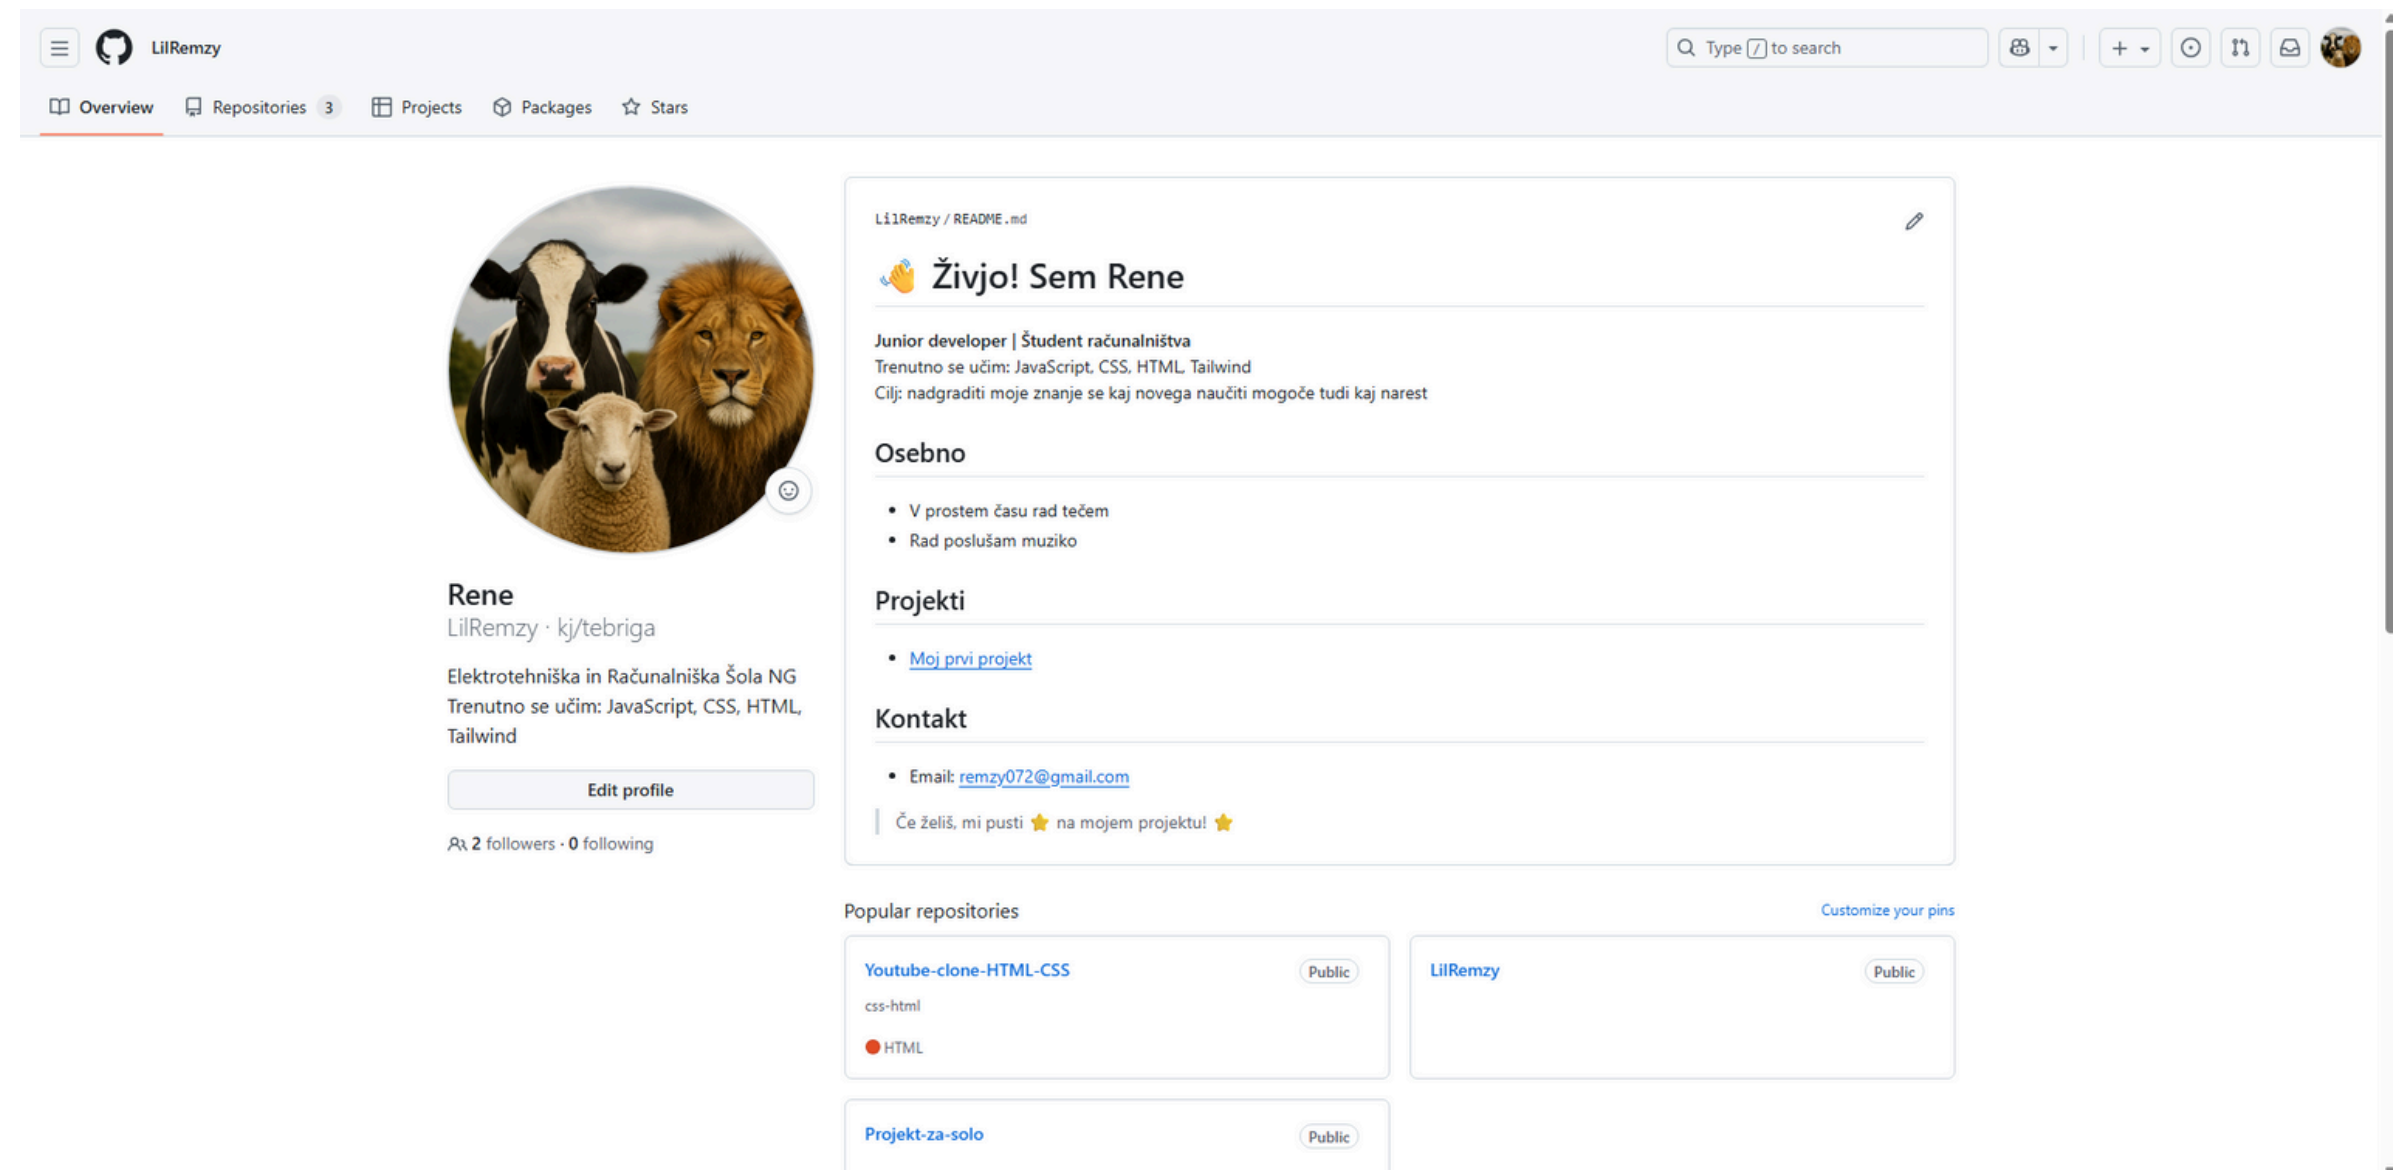 LilRemzy
Type / to search
Overview
Repositories 3
Projects
Packages
Stars
Rene
LilRemzy · kj/tebriga
Elektrotehniška in Računalniška Šola NG
Trenutno se učim: JavaScript, CSS, HTML,
Tailwind
Edit profile
2 followers · 0 following
LilRemzy / README.md
👋 Živjo! Sem Rene
Junior developer | Študent računalništva
Trenutno se učim: JavaScript, CSS, HTML, Tailwind
Cilj: nadgraditi moje znanje se kaj novega naučiti mogoče tudi kaj narest
Osebno
• V prostem času rad tečem
• Rad poslušam muziko
Projekti
• Moj prvi projekt
Kontakt
• Email: remzy072@gmail.com
Če želiš, mi pusti ⭐ na mojem projektu! ⭐
Popular repositories
Customize your pins
Youtube-clone-HTML-CSS
Public
css-html
HTML
LilRemzy
Public
Projekt-za-solo
Public